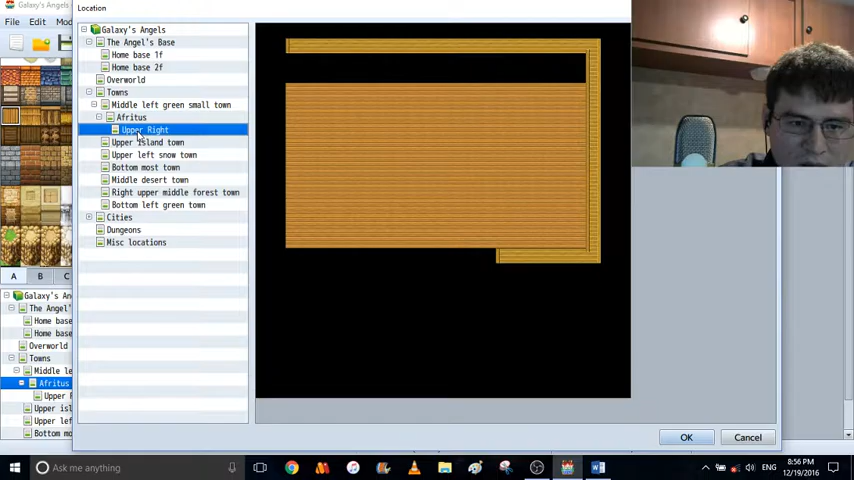 Galaxy's Angels
Location
File
Edit
M
Galaxy's Angels
The Angel's Base
Home base 1f
Home base 2f
Overworld
Towns
Middle left green small town
Afritus
Upper Right
Upper island town
Upper left snow town
Bottom most town
Middle desert town
Right upper middle forest town
Bottom left green town
Cities
Dungeons
Misc locations
A
B
C
Galaxy's An
The Angel'
Home base
Home base
Overworld
Towns
Middle le
Afritus
Upper R
Upper isl
Upper lef
Bottom mo
OK
Cancel
Ask me anything
ENG
8:56 PM
12/19/2016